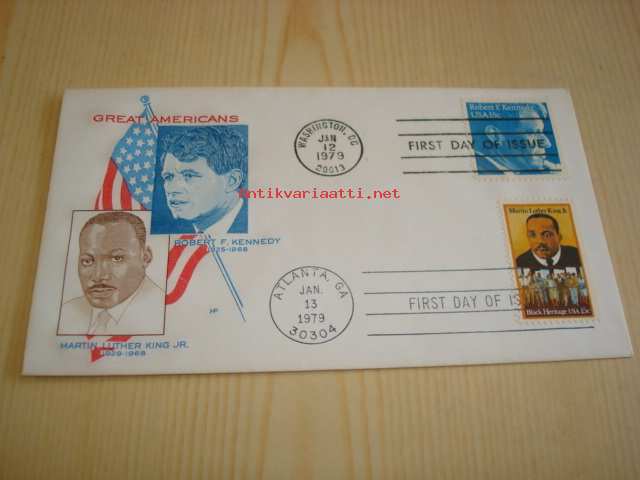 GREAT AMERICANS
ROBERT F. KENNEDY
1925-1968
MARTIN LUTHER KING JR.
1929-1968
HP
WASHINGTON, DC
JAN
12
1979
20013
FIRST DAY OF ISSUE
Robert F. Kennedy
USA 15c
antikvariaatti.net
ATLANTA, GA
JAN.
13
1979
30304
FIRST DAY OF IS
Martin Luther King Jr.
Black Heritage USA 15c